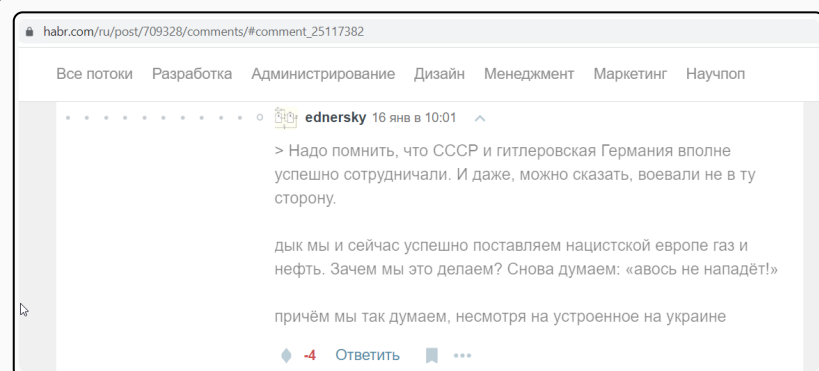 habr.com/ru/post/709328/comments/#comment_25117382
Все потоки Разработка Администрирование Дизайн Менеджмент Маркетинг Научпоп
ednersky 16 янв в 10:01
> Надо помнить, что СССР и гитлеровская Германия вполне
успешно сотрудничали. И даже, можно сказать, воевали не в ту
сторону.
дык мы и сейчас успешно поставляем нацистской европе газ и
нефть. Зачем мы это делаем? Снова думаем: «авось не нападёт!»
причём мы так думаем, несмотря на устроенное на украине
-4 Ответить